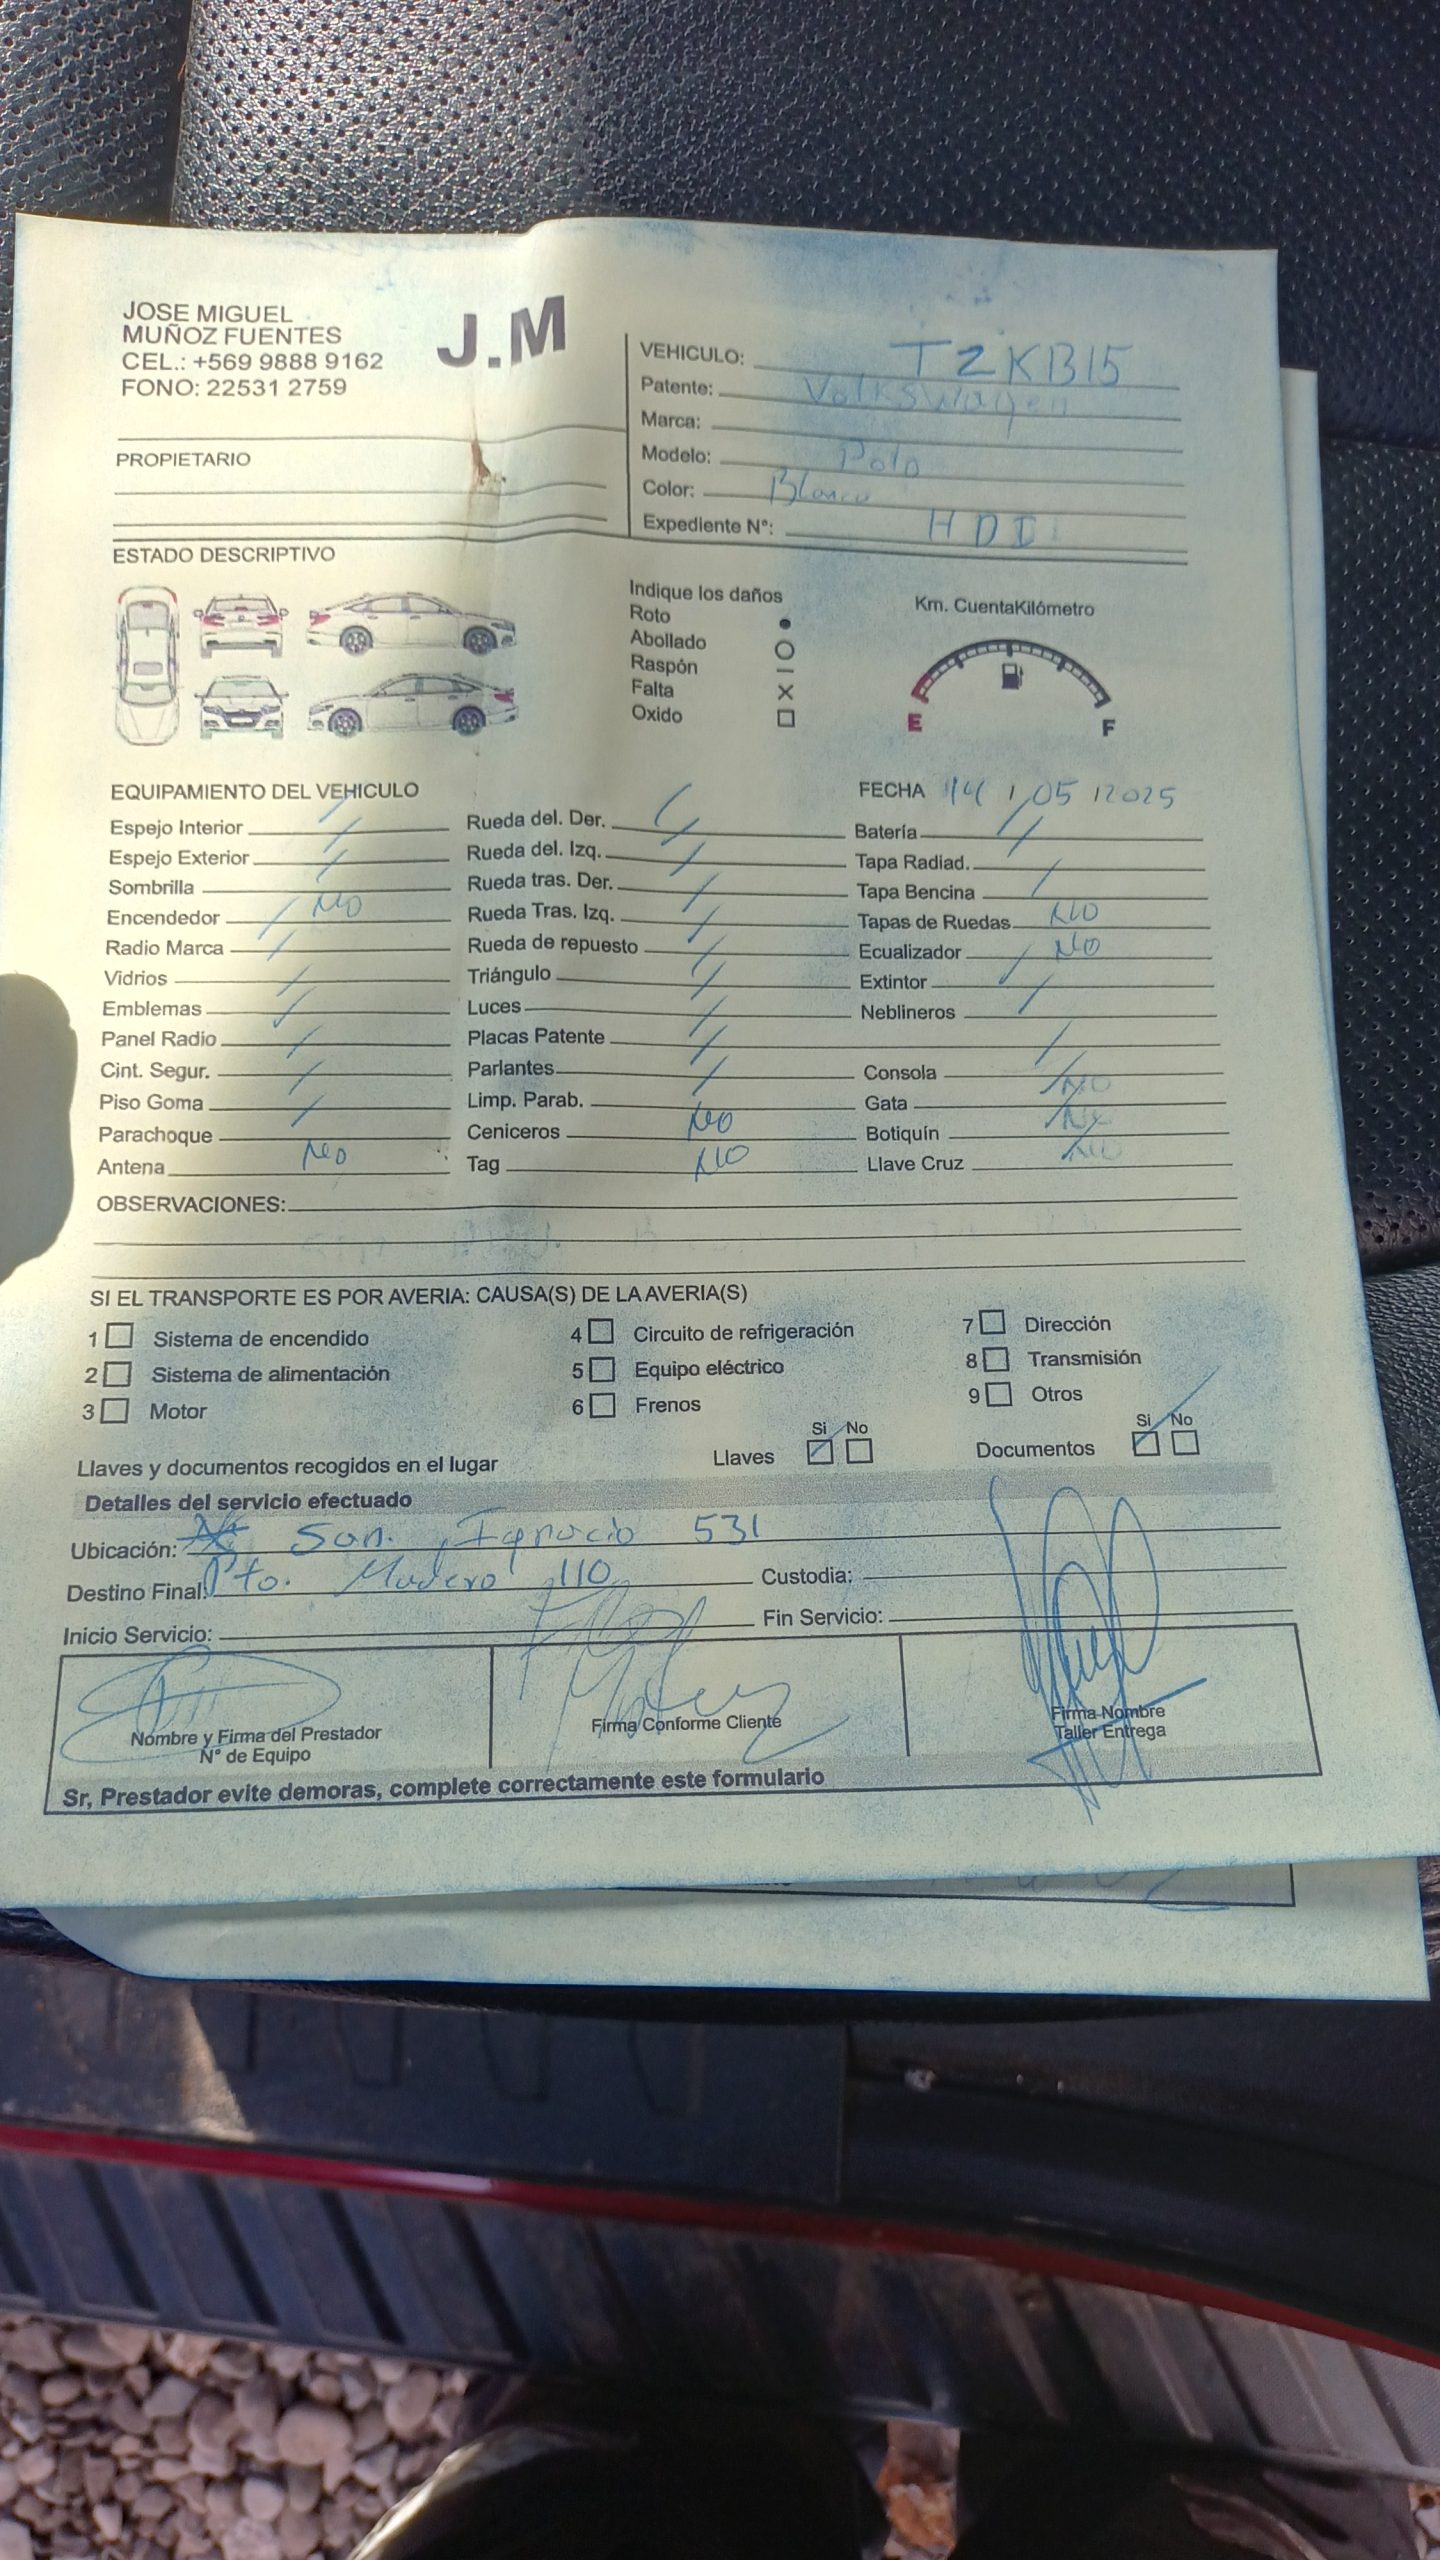 JOSE MIGUEL
MUÑOZ FUENTES
CEL.: +569 9888 9162
FONO: 22531 2759
J.M
VEHICULO: TZKB15
Patente: Volkswagen
Marca:
Modelo: Polo
Color: Blanco
Expediente N°: HDI
PROPIETARIO
ESTADO DESCRIPTIVO
Indique los daños
Roto ●
Abollado ○
Raspón –
Falta X
Oxido □
Km. CuentaKilómetro
E F
EQUIPAMIENTO DEL VEHICULO
FECHA 14 / 05 / 2025
Espejo Interior / Rueda del. Der. / Batería /
Espejo Exterior / Rueda del. Izq. / Tapa Radiad. /
Sombrilla / Rueda tras. Der. / Tapa Bencina /
Encendedor NO Rueda Tras. Izq. / Tapas de Ruedas NO
Radio Marca / Rueda de repuesto / Ecualizador NO
Vidrios / Triángulo / Extintor /
Emblemas / Luces / Neblineros /
Panel Radio / Placas Patente /
Cint. Segur. / Parlantes / Consola /
Piso Goma / Limp. Parab. / Gata NO
Parachoque / Ceniceros NO Botiquín NO
Antena NO Tag NO Llave Cruz NO
OBSERVACIONES:
SI EL TRANSPORTE ES POR AVERIA: CAUSA(S) DE LA AVERIA(S)
1 □ Sistema de encendido 4 □ Circuito de refrigeración 7 □ Dirección
2 □ Sistema de alimentación 5 □ Equipo eléctrico 8 □ Transmisión
3 □ Motor 6 □ Frenos 9 □ Otros
Si No Si No
Llaves y documentos recogidos en el lugar Llaves Documentos
Detalles del servicio efectuado
Ubicación: San Ignacio 531
Destino Final: Pto. Madero 110 Custodia:
Inicio Servicio: Fin Servicio:
Nombre y Firma del Prestador
N° de Equipo
Firma Conforme Cliente
Firma Nombre
Taller Entrega
Sr, Prestador evite demoras, complete correctamente este formulario